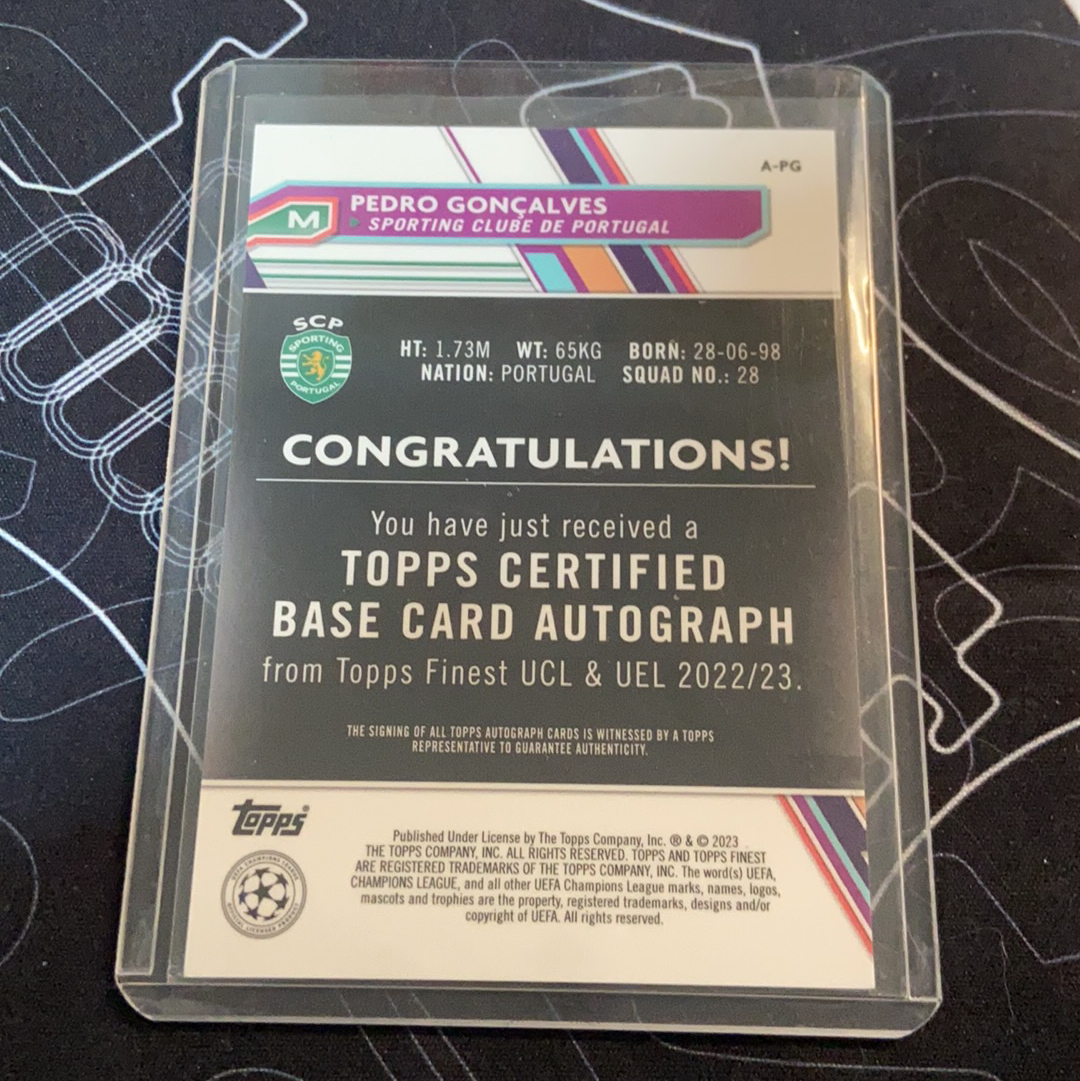 A-PG
M
PEDRO GONÇALVES
SPORTING CLUBE DE PORTUGAL
SCP
SPORTING
PORTUGAL
HT: 1.73M WT: 65KG BORN: 28-06-98
NATION: PORTUGAL SQUAD NO.: 28
CONGRATULATIONS!
You have just received a
TOPPS CERTIFIED
BASE CARD AUTOGRAPH
from Topps Finest UCL & UEL 2022/23.
THE SIGNING OF ALL TOPPS AUTOGRAPH CARDS IS WITNESSED BY A TOPPS
REPRESENTATIVE TO GUARANTEE AUTHENTICITY.
topps®
Published Under License by The Topps Company, Inc. ® & © 2023
THE TOPPS COMPANY, INC. ALL RIGHTS RESERVED. TOPPS AND TOPPS FINEST
ARE REGISTERED TRADEMARKS OF THE TOPPS COMPANY, INC. The word(s) UEFA,
CHAMPIONS LEAGUE, and all other UEFA Champions League marks, names, logos,
mascots and trophies are the property, registered trademarks, designs and/or
copyright of UEFA. All rights reserved.
UEFA CHAMPIONS LEAGUE
OFFICIAL LICENSED PRODUCT